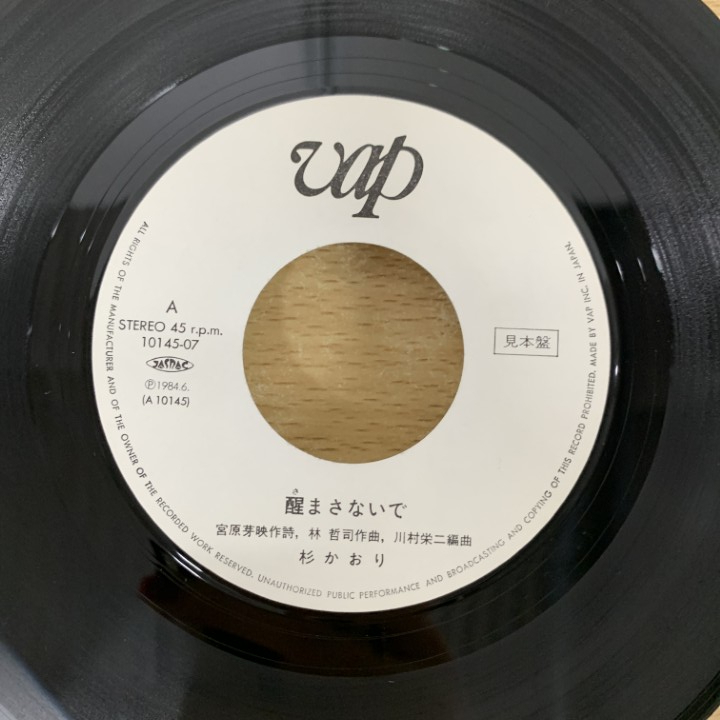 vap
A
STEREO 45 r.p.m.
10145-07
JASRAC
Ⓟ1984.6.
(A 10145)
見本盤
さ
醒まさないで
宮原芽映作詩, 林 哲司作曲, 川村栄二編曲
杉かおり
ALL RIGHTS OF THE MANUFACTURER AND OF THE OWNER OF THE RECORDED WORK RESERVED, UNAUTHORIZED PUBLIC PERFORMANCE AND BROADCASTING AND COPYING OF THIS RECORD PROHIBITED. MADE BY VAP INC. IN JAPAN.